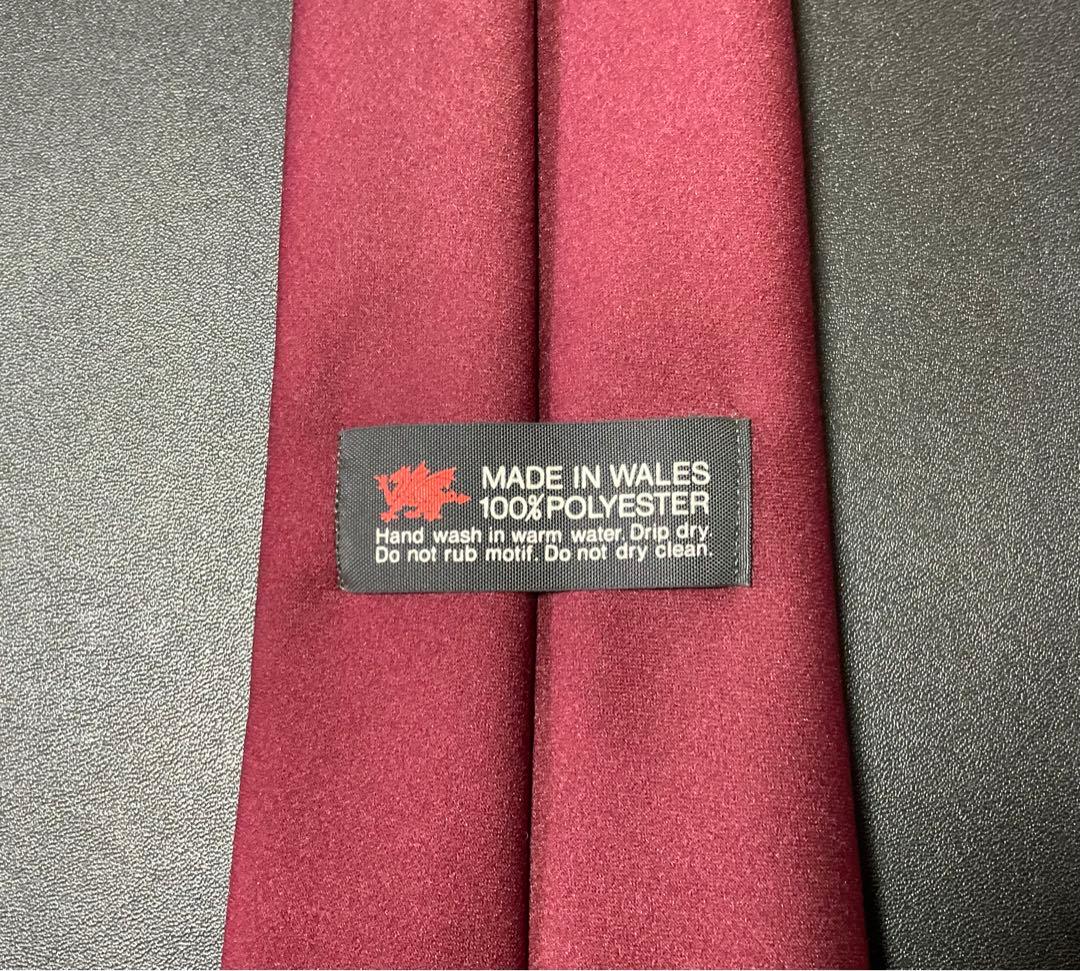 MADE IN WALES
100% POLYESTER
Hand wash in warm water. Drip dry
Do not rub motif. Do not dry clean.